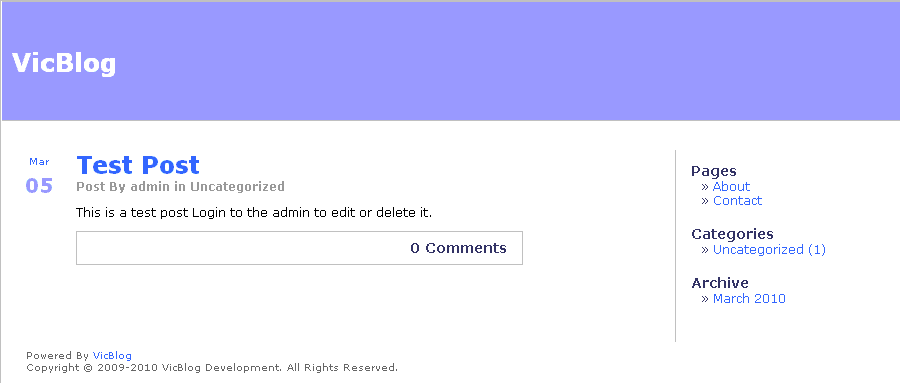 VicBlog
Mar
05
Test Post
Post By admin in Uncategorized
This is a test post Login to the admin to edit or delete it.
0 Comments
Pages
» About
» Contact
Categories
» Uncategorized (1)
Archive
» March 2010
Powered By VicBlog
Copyright © 2009-2010 VicBlog Development. All Rights Reserved.